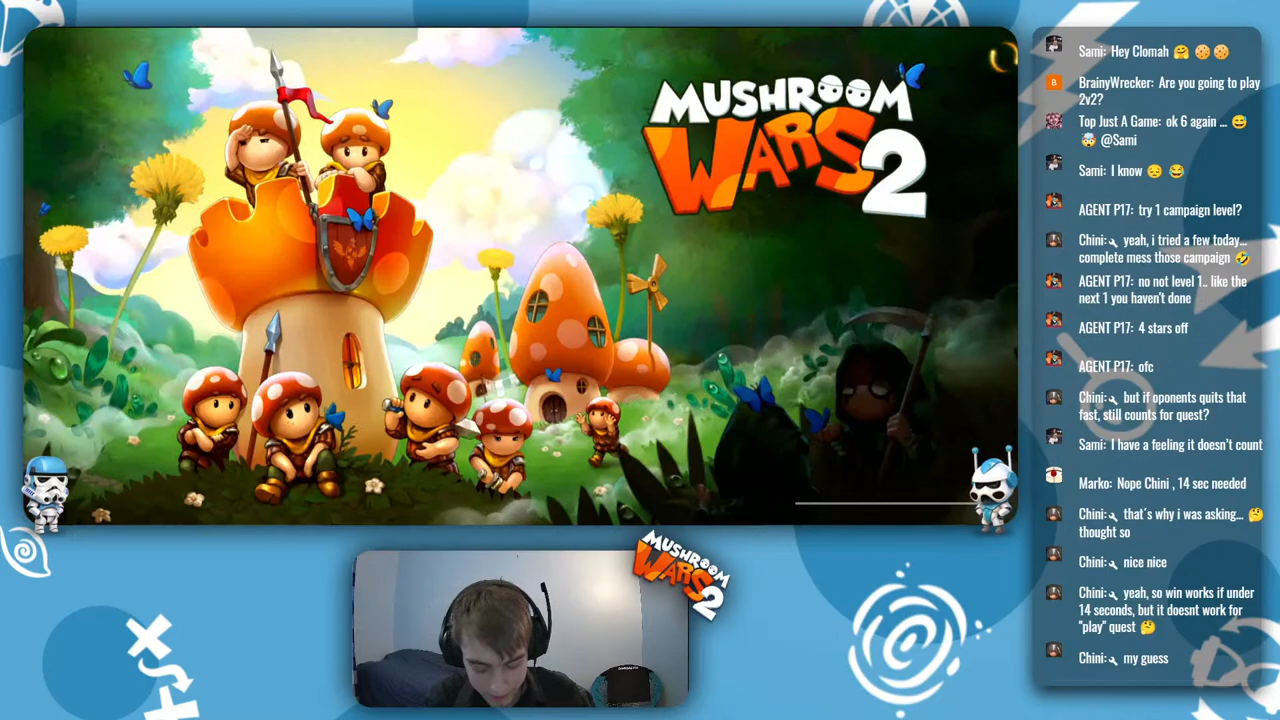 MUSHROOM
WARS 2
MUSHROOM
WARS 2
Sami: Hey Clomah 🤗 🍪 🍪
B BrainyWrecker: Are you going to play
2v2?
Top Just A Game: ok 6 again ... 😅
🤯 @Sami
Sami: I know 😔 😂
AGENT P17: try 1 campaign level?
Chini: yeah, i tried a few today...
complete mess those campaign 🤣
AGENT P17: no not level 1.. like the
next 1 you haven't done
AGENT P17: 4 stars off
AGENT P17: ofc
Chini: but if oponents quits that
fast, still counts for quest?
Sami: I have a feeling it doesn't count
Marko: Nope Chini , 14 sec needed
Chini: that´s why i was asking... 🤔
thought so
Chini: nice nice
Chini: yeah, so win works if under
14 seconds, but it doesnt work for
"play" quest 🤔
Chini: my guess